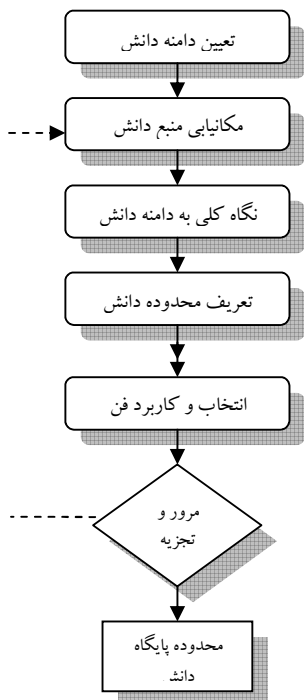 تعیین دامنه دانش
مکانیابی منبع دانش
نگاه کلی به دامنه دانش
تعریف محدوده دانش
انتخاب و کاربرد فن
مرور و
تجزیه
محدوده پایگاه
دانش